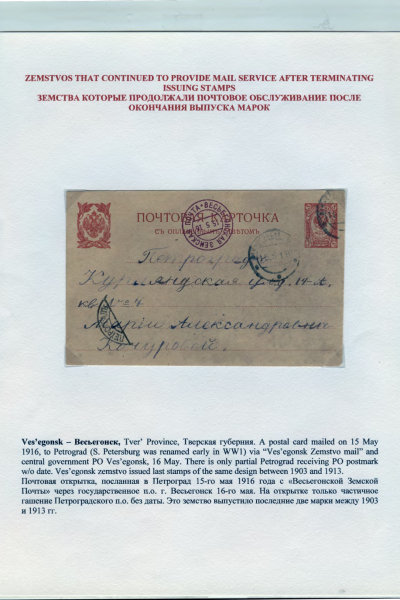 ZEMSTVOS THAT CONTINUED TO PROVIDE MAIL SERVICE AFTER TERMINATING
ISSUING STAMPS
ЗЕМСТВА КОТОРЫЕ ПРОДОЛЖАЛИ ПОЧТОВОЕ ОБСЛУЖИВАНИЕ ПОСЛЕ
ОКОНЧАНИЯ ВЫПУСКА МАРОК
ПОЧТОВАЯ КАРТОЧКА
Петроград
Курляндская
Марiи Александровны
Ves'egonsk – Весьегонск, Tver' Province, Тверская губерния. A postal card mailed on 15 May
1916, to Petrograd (S. Petersburg was renamed early in WW1) via "Ves'egonsk Zemstvo mail" and
central government PO Ves'egonsk, 16 May. There is only partial Petrograd receiving PO postmark
w/o date. Ves'egonsk zemstvo issued last stamps of the same design between 1903 and 1913.
Почтовая открытка, посланная в Петроград 15-го мая 1916 года с «Весьегонской Земской
Почты» через государственное п.о. г. Весьегонск 16-го мая. На открытке только частичное
гашение Петроградского п.о. без даты. Это земство выпустило последние две марки между 1903
и 1913 гг.